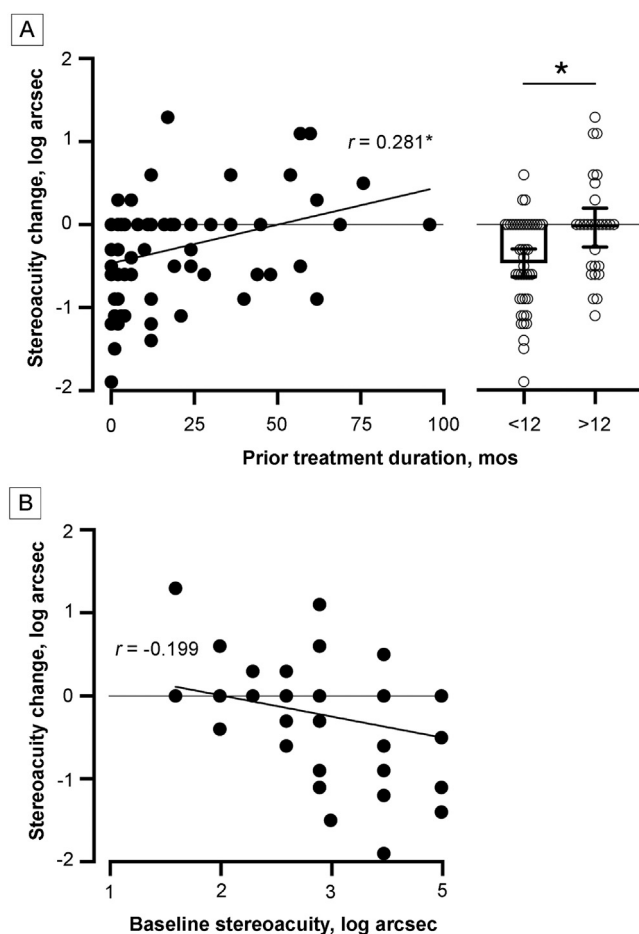 A
Stereoacuity change, log arcsec
2
1
0
-1
-2
r = 0.281*
*
0
25
50
75
100
<12
>12
Prior treatment duration, mos
B
Stereoacuity change, log arcsec
2
1
0
-1
-2
r = -0.199
1
2
3
5
Baseline stereoacuity, log arcsec